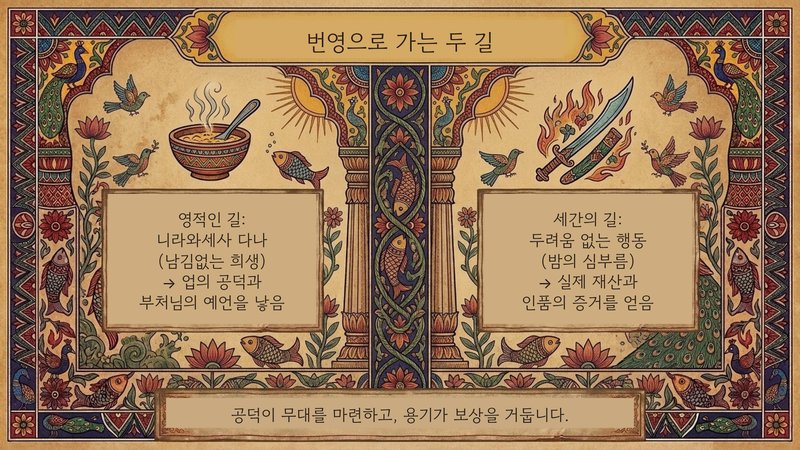 번영으로 가는 두 길
영적인 길:
니라와세사 다나
(남김없는 희생)
→ 업의 공덕과
부처님의 예언을 낳음
세간의 길:
두려움 없는 행동
(밤의 심부름)
→ 실제 재산과
인품의 증거를 얻음
공덕이 무대를 마련하고, 용기가 보상을 거둡니다.